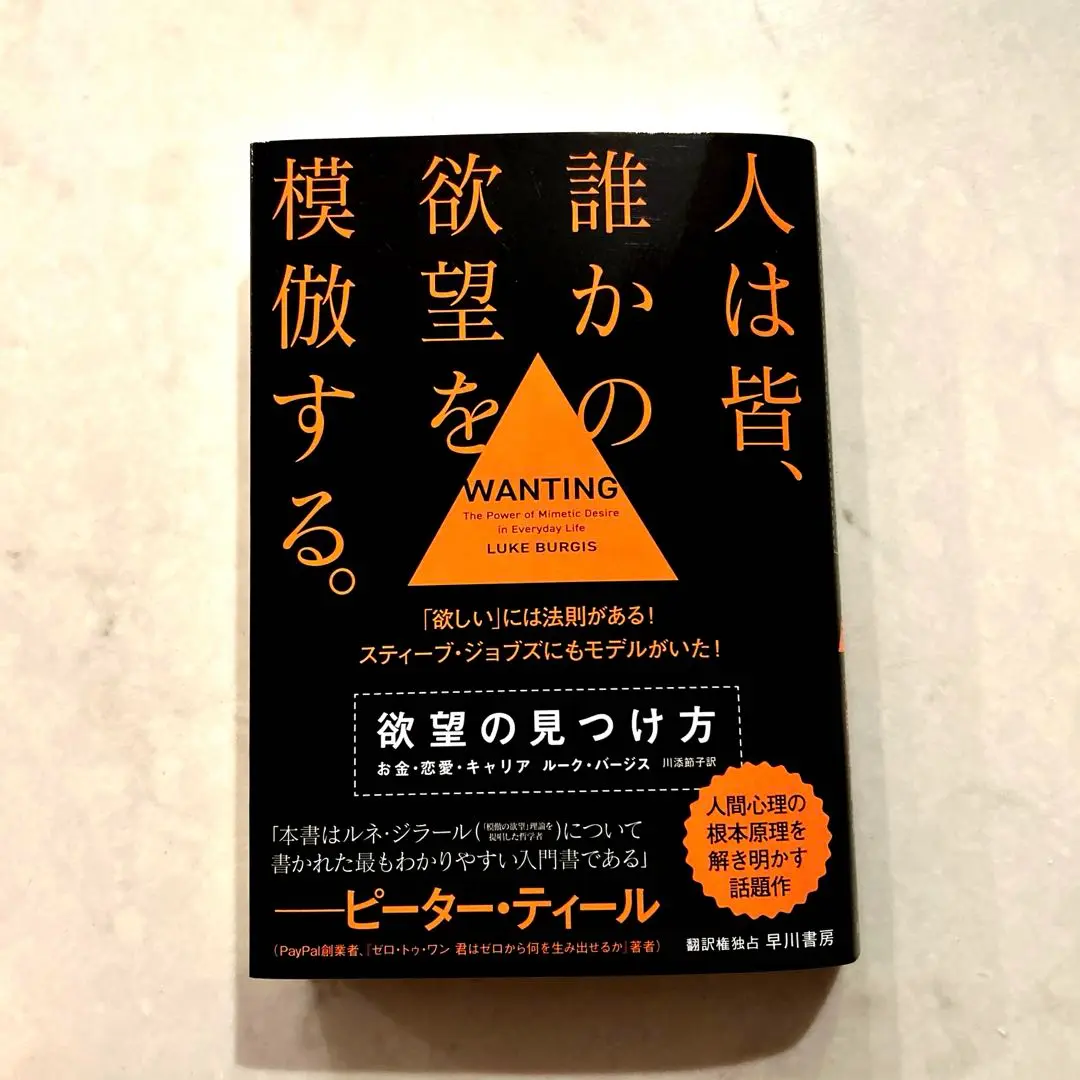 人は皆、
誰かの
欲望を
模倣する。
WANTING
The Power of Mimetic Desire
in Everyday Life
LUKE BURGIS
「欲しい」には法則がある!
スティーブ・ジョブズにもモデルがいた!
欲望の見つけ方
お金・恋愛・キャリア ルーク・バージス 川添節子訳
「本書はルネ・ジラール(「模倣の欲望」理論を提唱した哲学者)について
書かれた最もわかりやすい入門書である」
──ピーター・ティール
(PayPal創業者、『ゼロ・トゥ・ワン 君はゼロから何を生み出せるか』著者)
人間心理の
根本原理を
解き明かす
話題作
翻訳権独占 早川書房